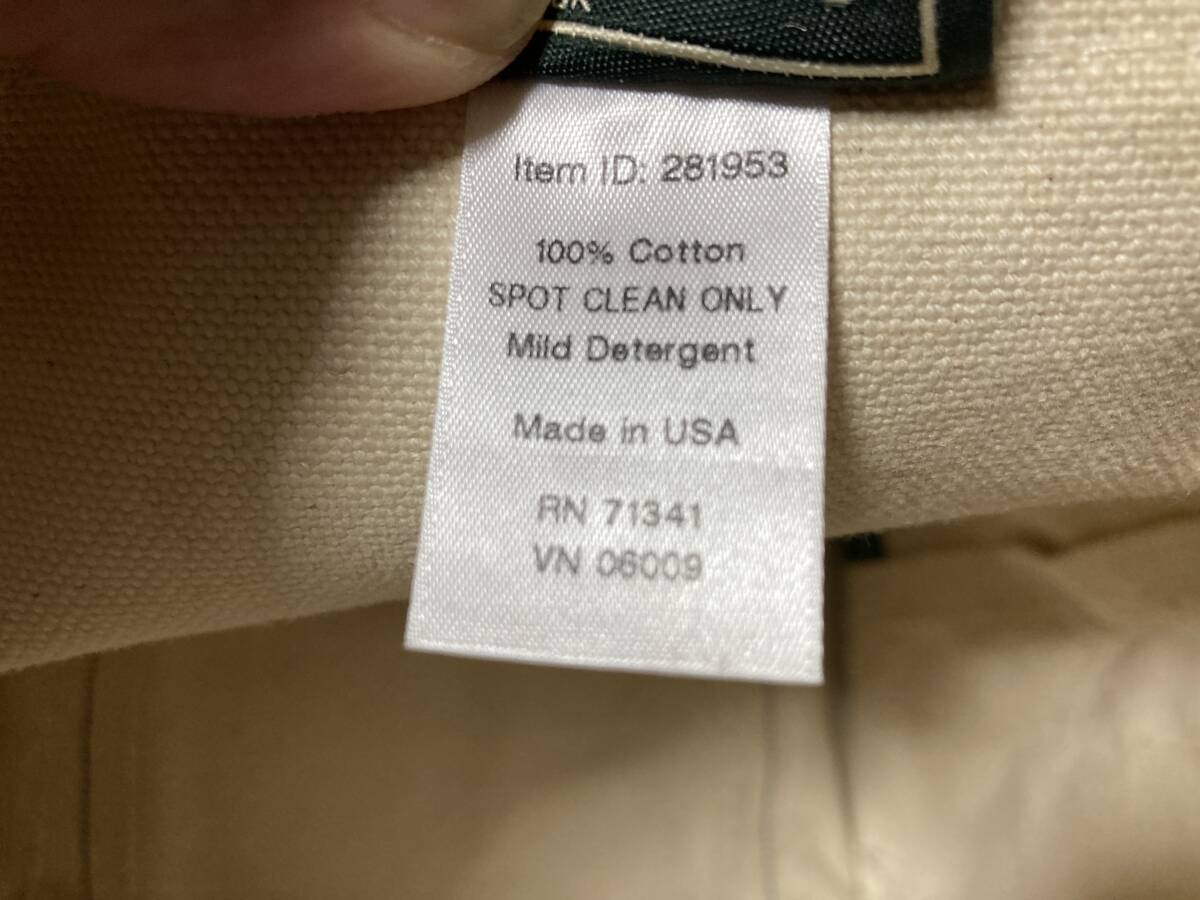 Item ID: 281953
100% Cotton
SPOT CLEAN ONLY
Mild Detergent
Made in USA
RN 71341
VN 06009